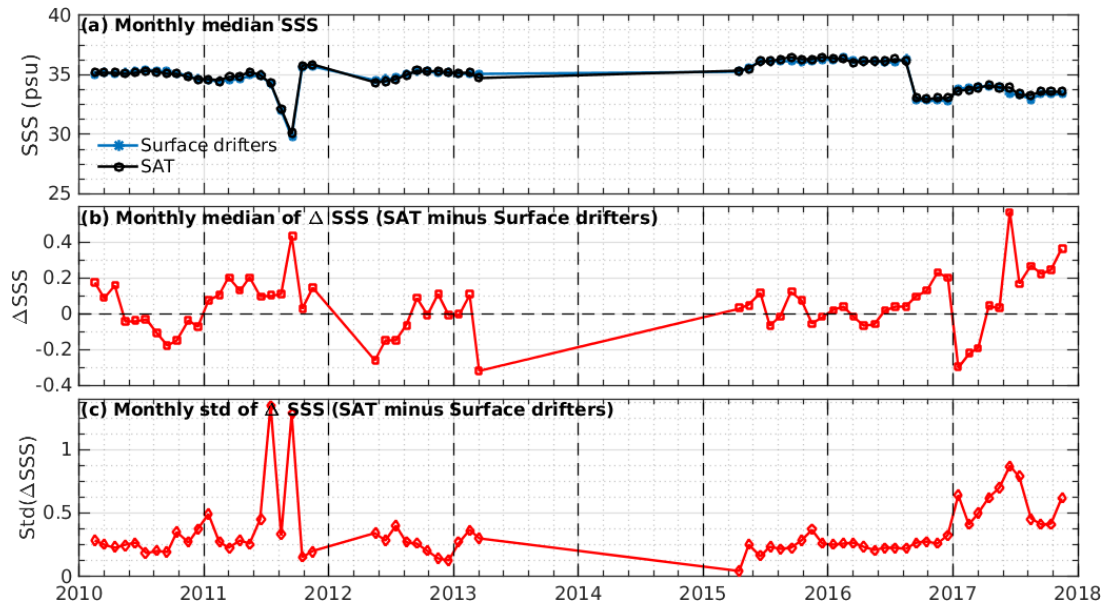 (a) Monthly median SSS
40
35
30
25
SSS (psu)
Surface drifters
SAT
(b) Monthly median of Δ SSS (SAT minus Surface drifters)
0.4
0.2
0
-0.2
-0.4
ΔSSS
(c) Monthly std of Δ SSS (SAT minus Surface drifters)
1
0.5
0
Std(ΔSSS)
2010 2011 2012 2013 2014 2015 2016 2017 2018